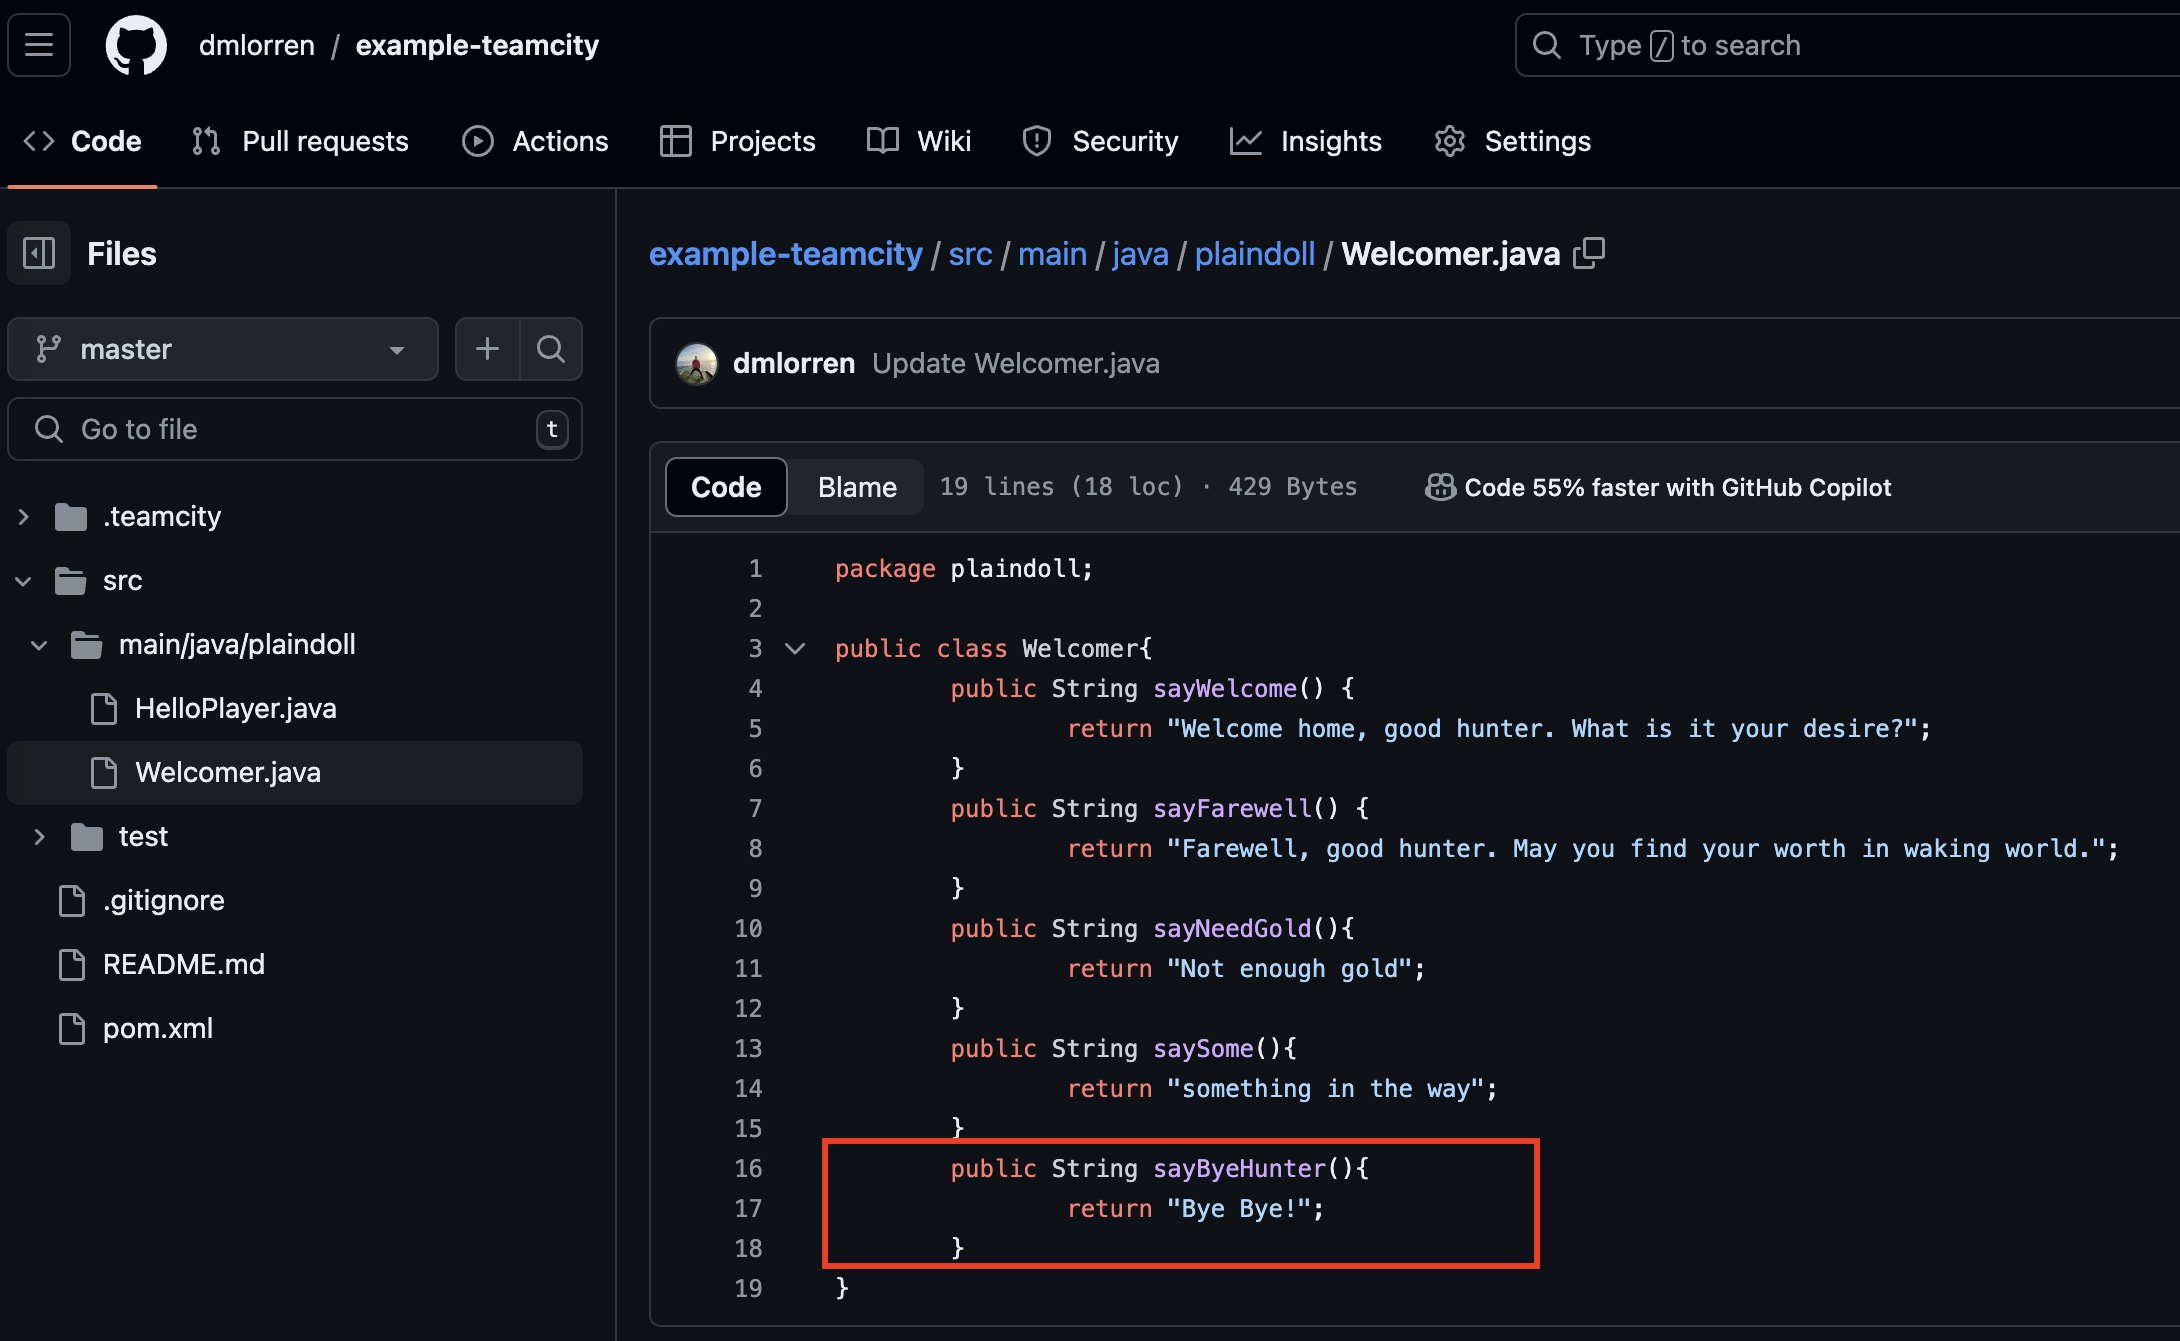 dmlorren / example-teamcity
Type / to search
Code Pull requests Actions Projects Wiki Security Insights Settings
Files
master
Go to file t
.teamcity
src
main/java/plaindoll
HelloPlayer.java
Welcomer.java
test
.gitignore
README.md
pom.xml
example-teamcity / src / main / java / plaindoll / Welcomer.java
dmlorren Update Welcomer.java
Code Blame 19 lines (18 loc) · 429 Bytes Code 55% faster with GitHub Copilot
1 package plaindoll;
2
3 public class Welcomer{
4 public String sayWelcome() {
5 return "Welcome home, good hunter. What is it your desire?";
6 }
7 public String sayFarewell() {
8 return "Farewell, good hunter. May you find your worth in waking world.";
9 }
10 public String sayNeedGold(){
11 return "Not enough gold";
12 }
13 public String saySome(){
14 return "something in the way";
15 }
16 public String sayByeHunter(){
17 return "Bye Bye!";
18 }
19 }